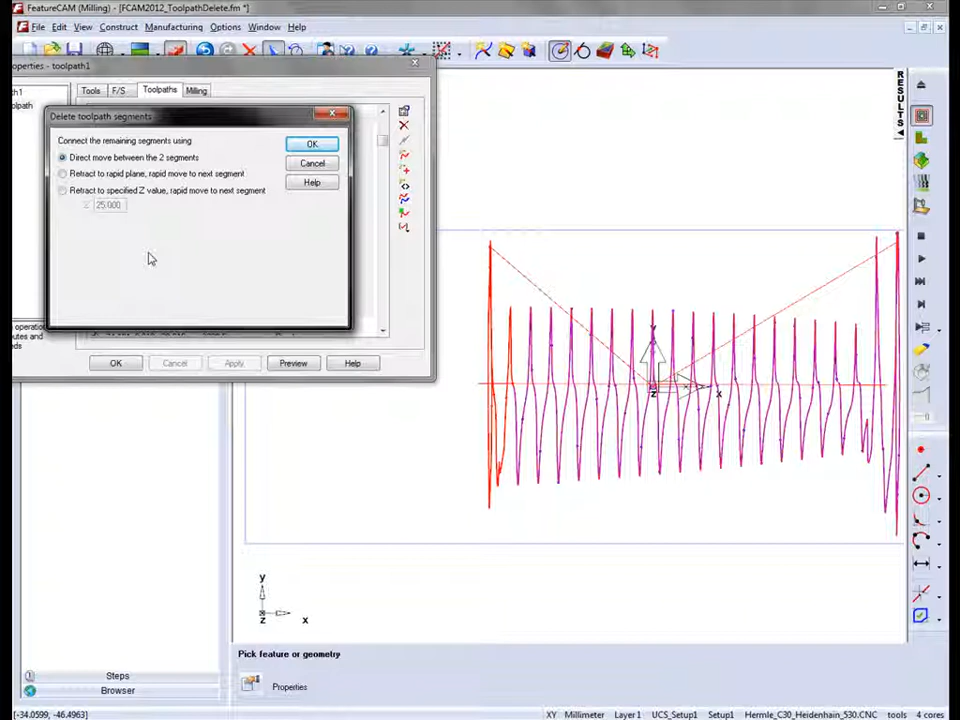 FeatureCAM (Milling) - [FCAM2012_ToolpathDelete.fm *]
File Edit View Construct Manufacturing Options Window Help
operties - toolpath1
Tools F/S Toolpaths Milling
Delete toolpath segments
Connect the remaining segments using
Direct move between the 2 segments
Retract to rapid plane, rapid move to next segment
Retract to specified Z value, rapid move to next segment
Z 25.000
OK
Cancel
Help
OK Cancel Apply Preview Help
RESULTS
Y
Z
X
y
z
x
Steps
Browser
Pick feature or geometry
Properties
[-34.0599, -46.4963]
XY Millimeter Layer1 UCS_Setup1 Setup1 Hermle_C30_Heidenhain_530.CNC tools 4 cores